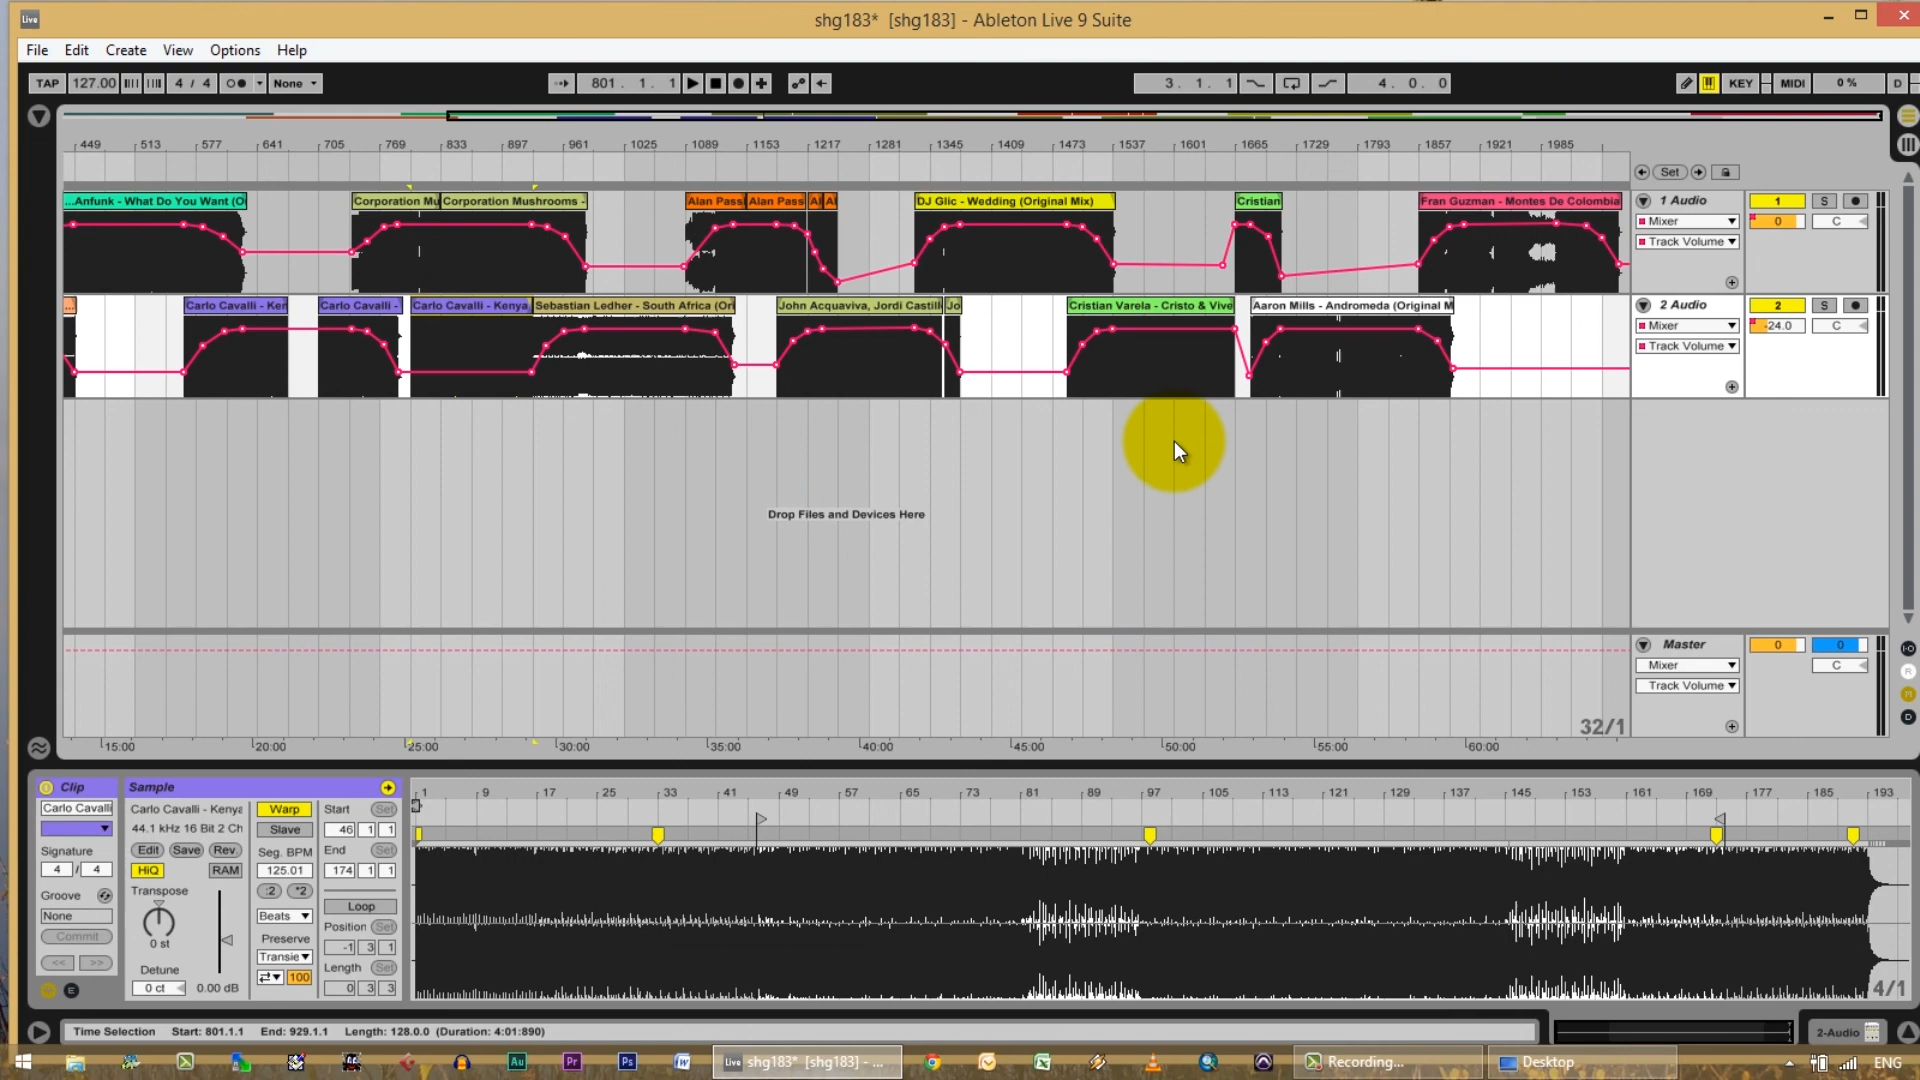 Live
shg183*  [shg183] - Ableton Live 9 Suite
File Edit Create View Options Help
TAP 127.00 4 / 4 None 801. 1. 1 3. 1. 1 4. 0. 0 KEY MIDI 0 % D
449 513 577 641 705 769 833 897 961 1025 1089 1153 1217 1281 1345 1409 1473 1537 1601 1665 1729 1793 1857 1921 1985
Set
...Anfunk - What Do You Want (O Corporation Mu Corporation Mushrooms - Alan Pass Alan Pass Al Al DJ Glic - Wedding (Original Mix) Cristian Fran Guzman - Montes De Colombia 1 Audio 1 S
Mixer 0 C
Track Volume
... Carlo Cavalli - Ken Carlo Cavalli - Carlo Cavalli - Kenya Sebastian Ledher - South Africa (Ori John Acquaviva, Jordi Castill Jo Cristian Varela - Cristo & Vive Aaron Mills - Andromeda (Original M 2 Audio 2 S
Mixer -24.0 C
Track Volume
Drop Files and Devices Here
Master 0 0
Mixer C
Track Volume
32/1
15:00 20:00 25:00 30:00 35:00 40:00 45:00 50:00 55:00 60:00
Clip Sample
1 9 17 25 33 41 49 57 65 73 81 89 97 105 113 121 129 137 145 153 161 169 177 185 193
Carlo Cavalli Carlo Cavalli - Kenya Warp Start Set
44.1 kHz 16 Bit 2 Ch Slave 46 1 1
Signature Edit Save Rev. Seg. BPM End Set
4 / 4 HiQ RAM 125.01 174 1 1
Groove Transpose :2 *2
None Beats Loop
Commit 0 st Preserve Position Set
Transie -1 3 1
<< >> Detune Length Set
0 ct 0.00 dB 100 0 3 3
4/1
Time Selection Start: 801.1.1 End: 929.1.1 Length: 128.0.0 (Duration: 4:01:890) 2-Audio
Au Pr Ps Live shg183*  [shg183] - ... Recording... Desktop ENG